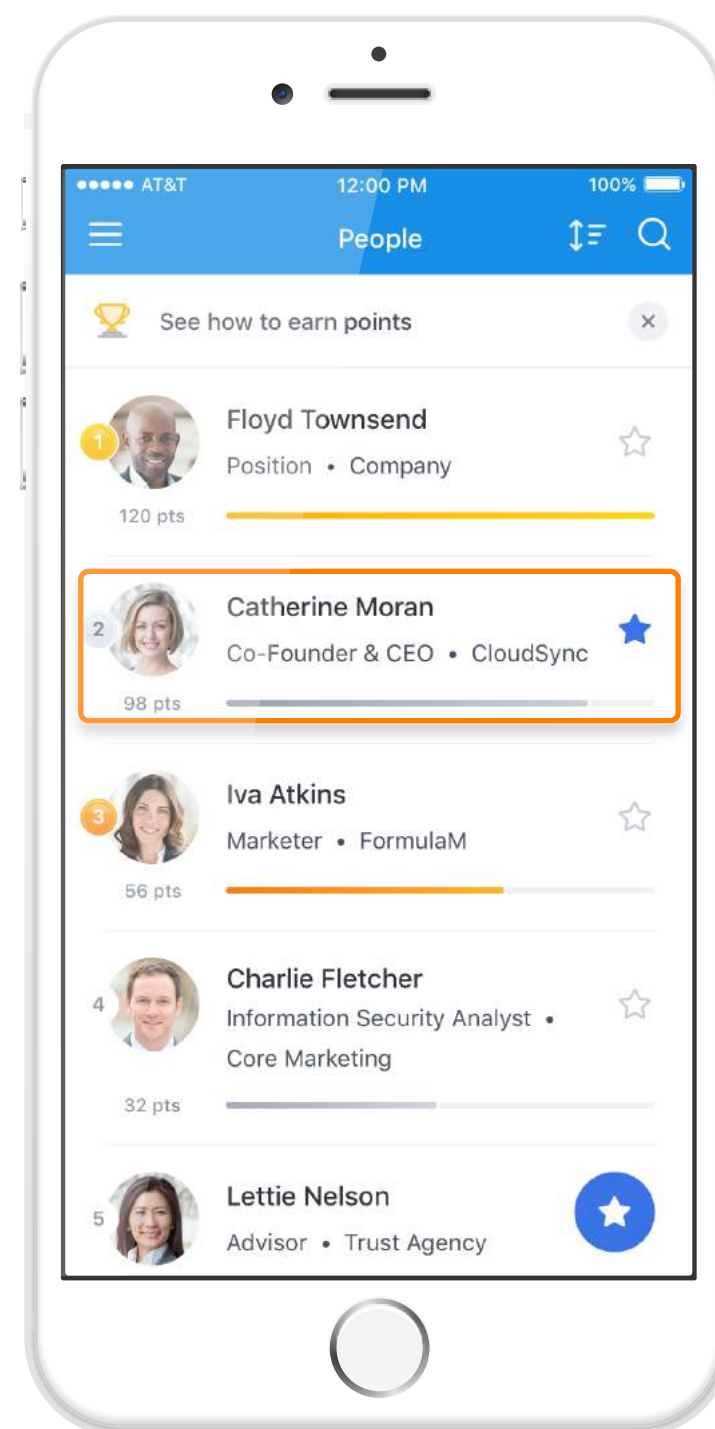 AT&T 12:00 PM 100%
People
See how to earn points
1
Floyd Townsend
Position • Company
120 pts
2
Catherine Moran
Co-Founder & CEO • CloudSync
98 pts
3
Iva Atkins
Marketer • FormulaM
56 pts
4
Charlie Fletcher
Information Security Analyst •
Core Marketing
32 pts
5
Lettie Nelson
Advisor • Trust Agency